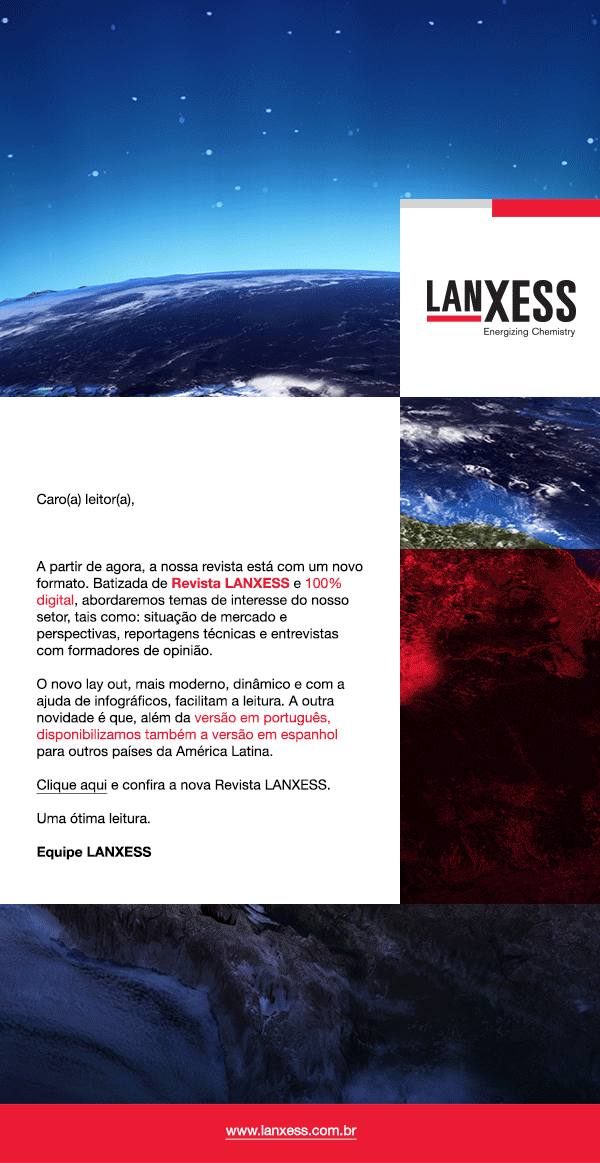 LANXESS
Energizing Chemistry
Caro(a) leitor(a),
A partir de agora, a nossa revista está com um novo
formato. Batizada de Revista LANXESS e 100%
digital, abordaremos temas de interesse do nosso
setor, tais como: situação de mercado e
perspectivas, reportagens técnicas e entrevistas
com formadores de opinião.
O novo lay out, mais moderno, dinâmico e com a
ajuda de infográficos, facilitam a leitura. A outra
novidade é que, além da versão em português,
disponibilizamos também a versão em espanhol
para outros países da América Latina.
Clique aqui e confira a nova Revista LANXESS.
Uma ótima leitura.
Equipe LANXESS
www.lanxess.com.br